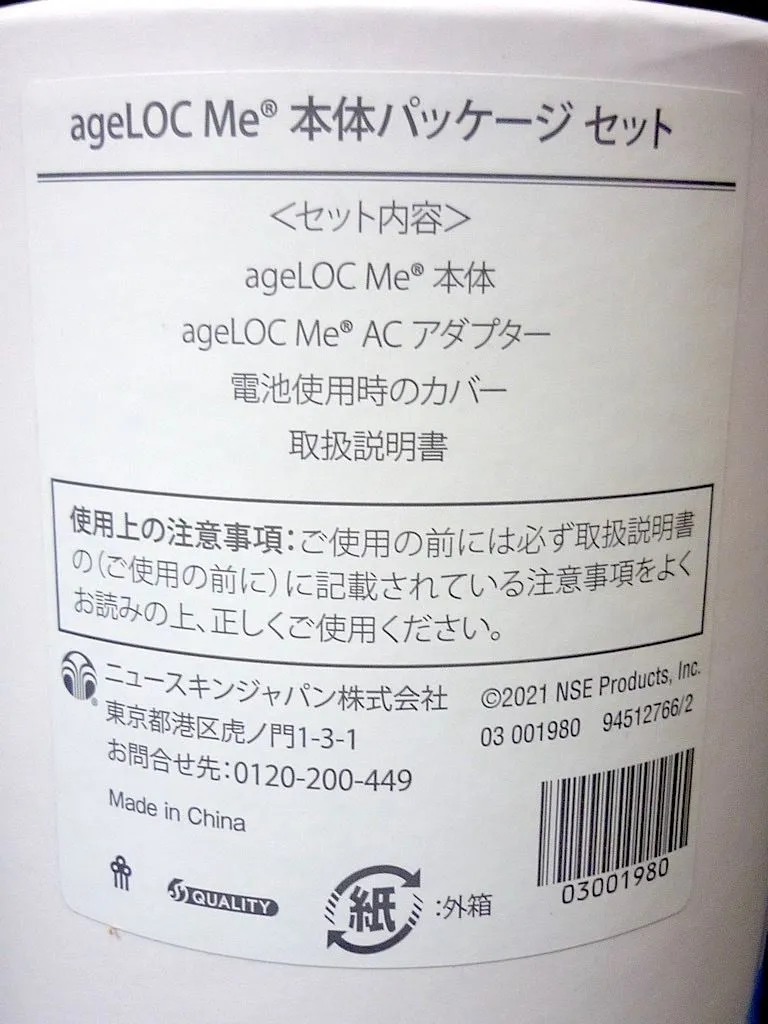 ageLOC Me® 本体パッケージ セット
＜セット内容＞
ageLOC Me® 本体
ageLOC Me® AC アダプター
電池使用時のカバー
取扱説明書
使用上の注意事項：ご使用の前には必ず取扱説明書
の（ご使用の前に）に記載されている注意事項をよく
お読みの上、正しくご使用ください。
ニュースキンジャパン株式会社
東京都港区虎ノ門1-3-1
お問合せ先：0120-200-449
Made in China
©2021 NSE Products, Inc.
03 001980 94512766/2
03001980
QUALITY
紙：外箱